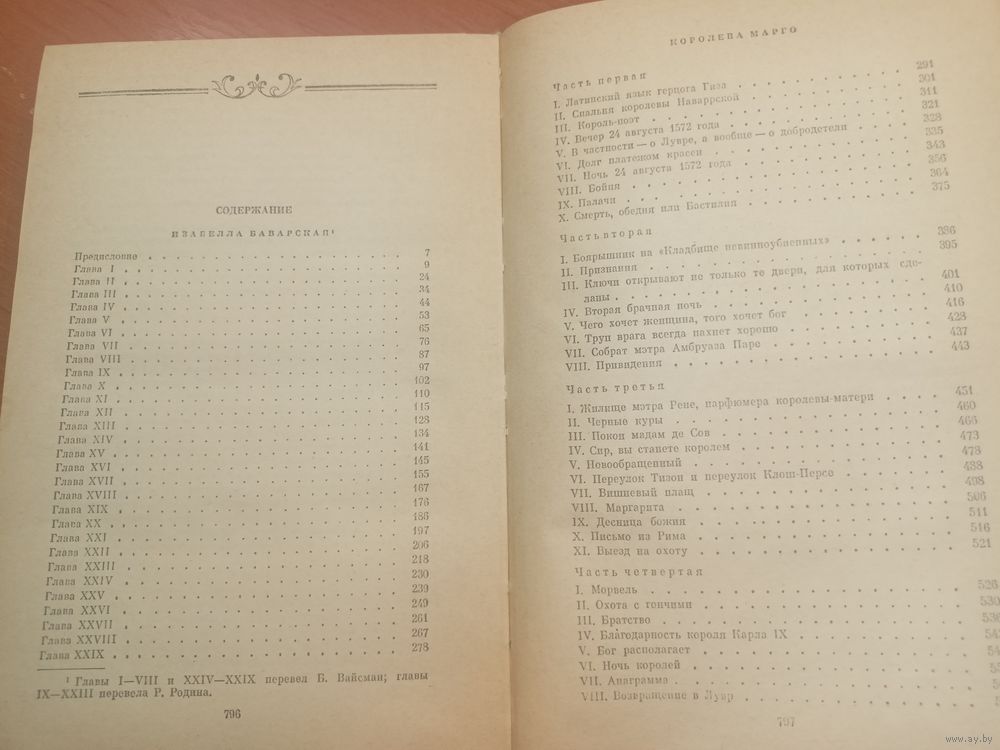 СОДЕРЖАНИЕ
ИЗАБЕЛЛА БАВАРСКАЯ¹
Предисловие 7
Глава I 9
Глава II 24
Глава III 34
Глава IV 44
Глава V 53
Глава VI 65
Глава VII 76
Глава VIII 87
Глава IX 97
Глава X 102
Глава XI 110
Глава XII 115
Глава XIII 128
Глава XIV 134
Глава XV 141
Глава XVI 145
Глава XVII 155
Глава XVIII 167
Глава XIX 176
Глава XX 186
Глава XXI 197
Глава XXII 206
Глава XXIII 218
Глава XXIV 230
Глава XXV 239
Глава XXVI 249
Глава XXVII 261
Глава XXVIII 267
Глава XXIX 278
¹ Главы I—VIII и XXIV—XXIX перевел Б. Вайсман; главы
IX—XXIII перевела Р. Родина.
796
КОРОЛЕВА МАРГО
Часть первая
I. Латинский язык герцога Гиза 291
II. Спальня королевы Наваррской 301
III. Король-поэт 311
IV. Вечер 24 августа 1572 года 321
V. В частности — о Лувре, а вообще — о добродетели 328
VI. Долг платежом красен 335
VII. Ночь 24 августа 1572 года 343
VIII. Бойня 356
IX. Палачи 364
X. Смерть, обедня или Бастилия 375
Часть вторая
I. Боярышник на «Кладбище невинноубиенных» 386
II. Признания 395
III. Ключи открывают не только те двери, для которых сде-
ланы 401
IV. Вторая брачная ночь 410
V. Чего хочет женщина, того хочет бог 416
VI. Труп врага всегда пахнет хорошо 428
VII. Собрат мэтра Амбруаза Паре 437
VIII. Привидения 443
Часть третья
I. Жилище мэтра Рене, парфюмера королевы-матери 451
II. Черные куры 460
III. Покои мадам де Сов 466
IV. Сир, вы станете королем 473
V. Новообращенный 478
VI. Переулок Тизон и переулок Клош-Персе 488
VII. Вишневый плащ 498
VIII. Маргарита 506
IX. Десница божия 511
X. Письмо из Рима 516
XI. Выезд на охоту 521
Часть четвертая
I. Морвель 526
II. Охота с гончими 530
III. Братство 536
IV. Благодарность короля Карла IX 54
V. Бог располагает 54
VI. Ночь королей 5
VII. Анаграмма
VIII. Возвращение в Лувр
797
www.ay.by